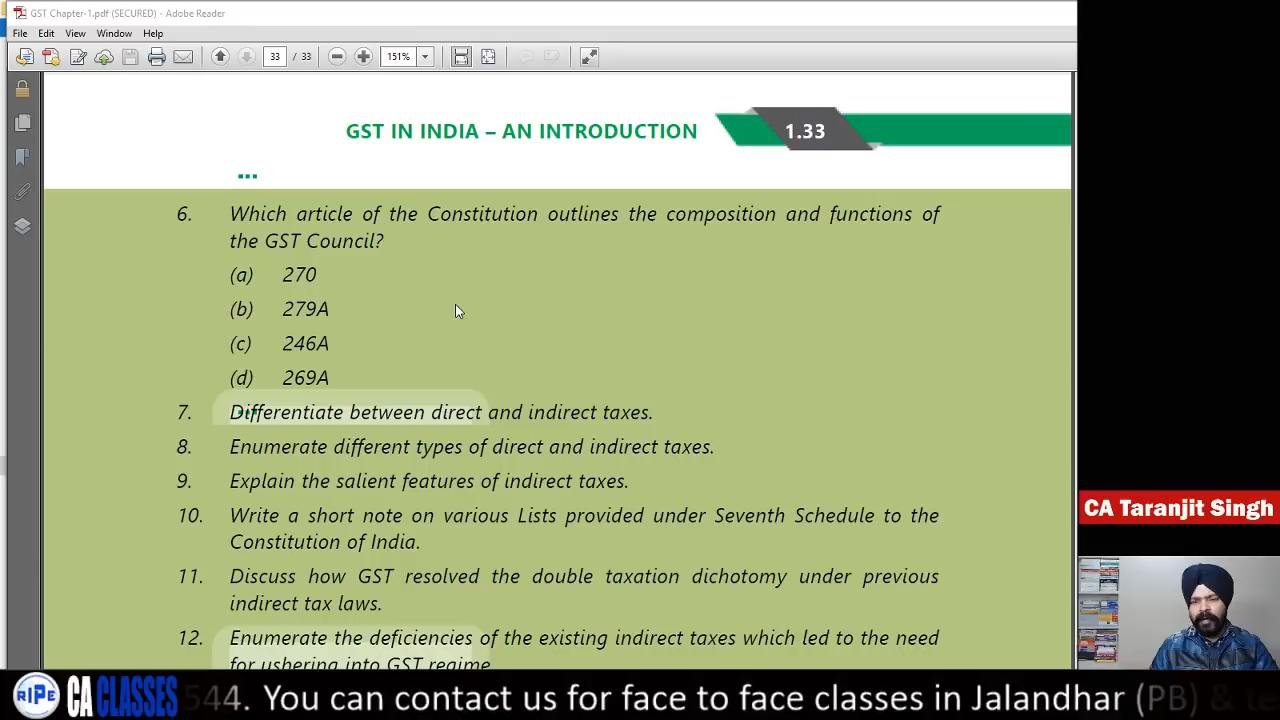 GST Chapter-1.pdf (SECURED) - Adobe Reader
File Edit View Window Help
33 / 33 151%
GST IN INDIA – AN INTRODUCTION 1.33
6. Which article of the Constitution outlines the composition and functions of
the GST Council?
(a) 270
(b) 279A
(c) 246A
(d) 269A
7. Differentiate between direct and indirect taxes.
8. Enumerate different types of direct and indirect taxes.
9. Explain the salient features of indirect taxes.
10. Write a short note on various Lists provided under Seventh Schedule to the
Constitution of India.
11. Discuss how GST resolved the double taxation dichotomy under previous
indirect tax laws.
12. Enumerate the deficiencies of the existing indirect taxes which led to the need
for ushering into GST regime
CA Taranjit Singh
RIPE CA CLASSES 544. You can contact us for face to face classes in Jalandhar (PB) & te